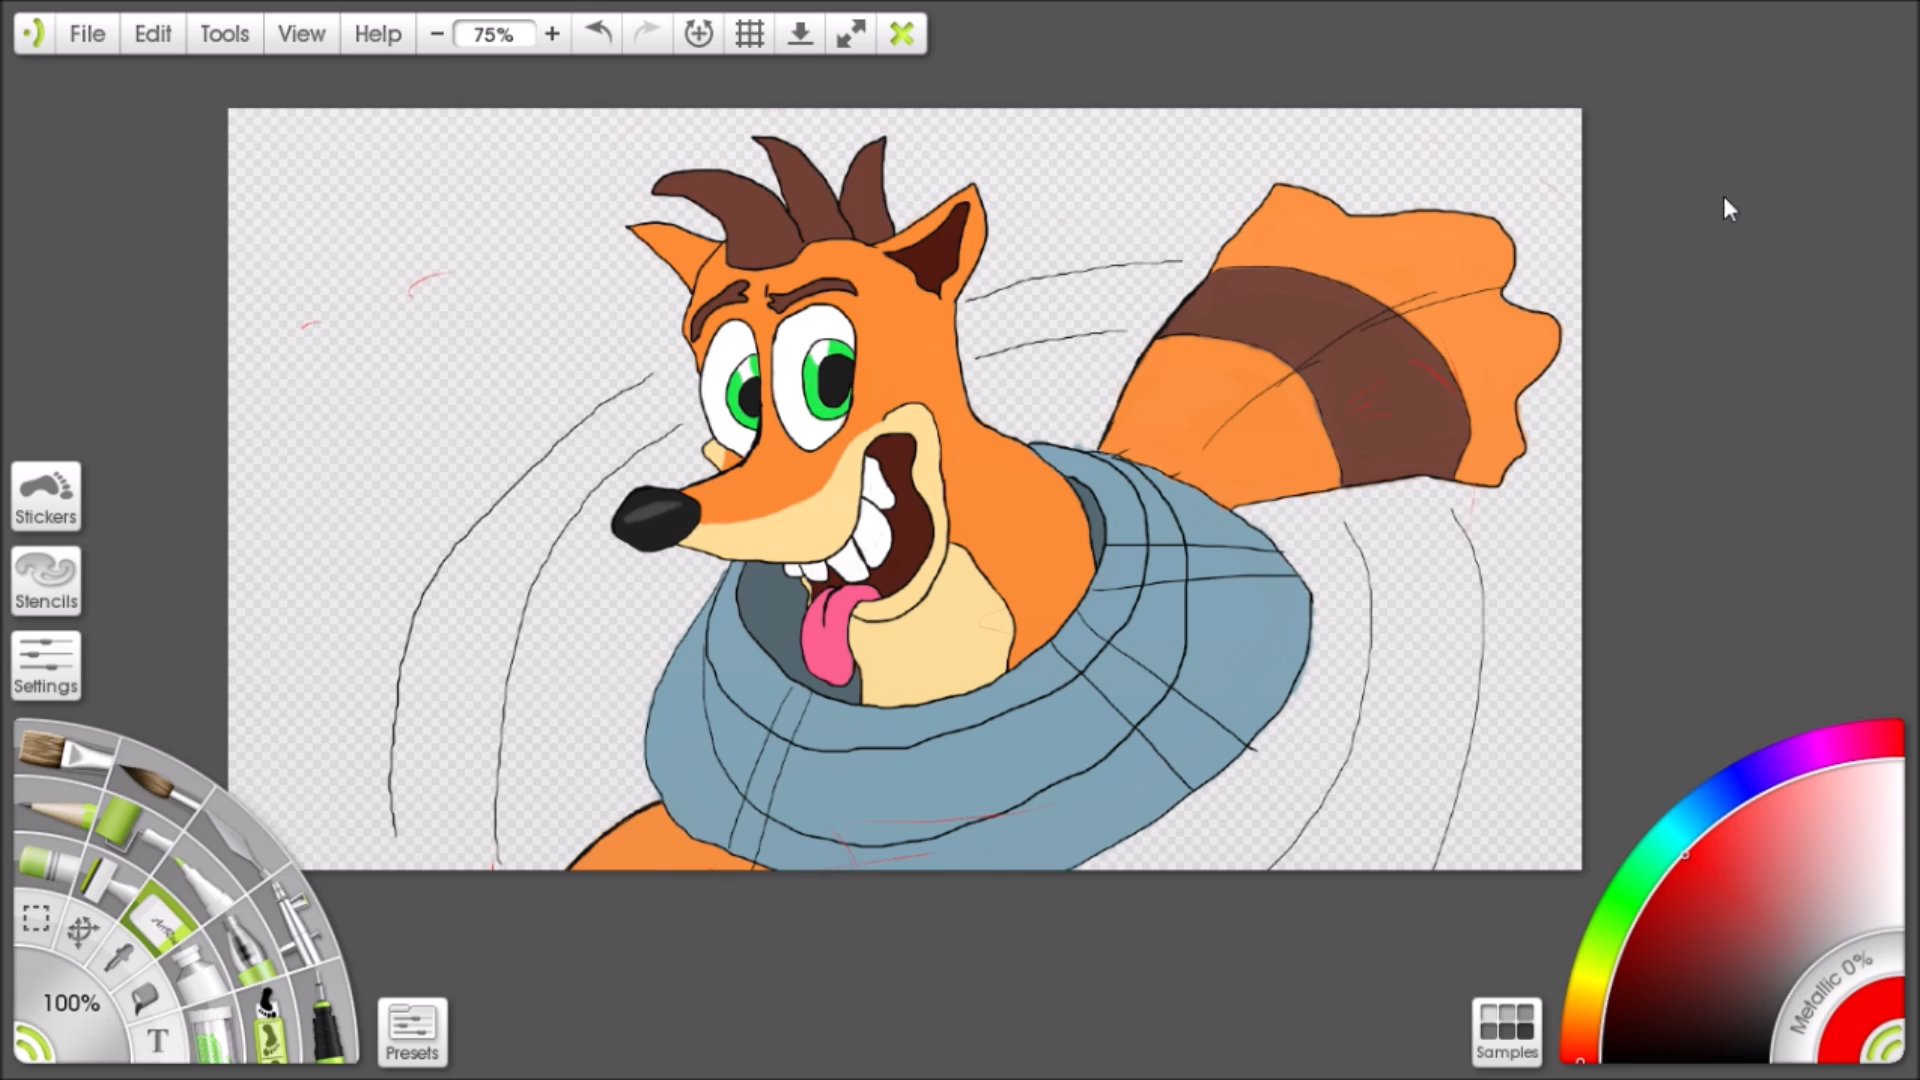 File Edit Tools View Help − 75% +
Stickers
Stencils
Settings
100%
T
Presets
Samples
Metallic 0%